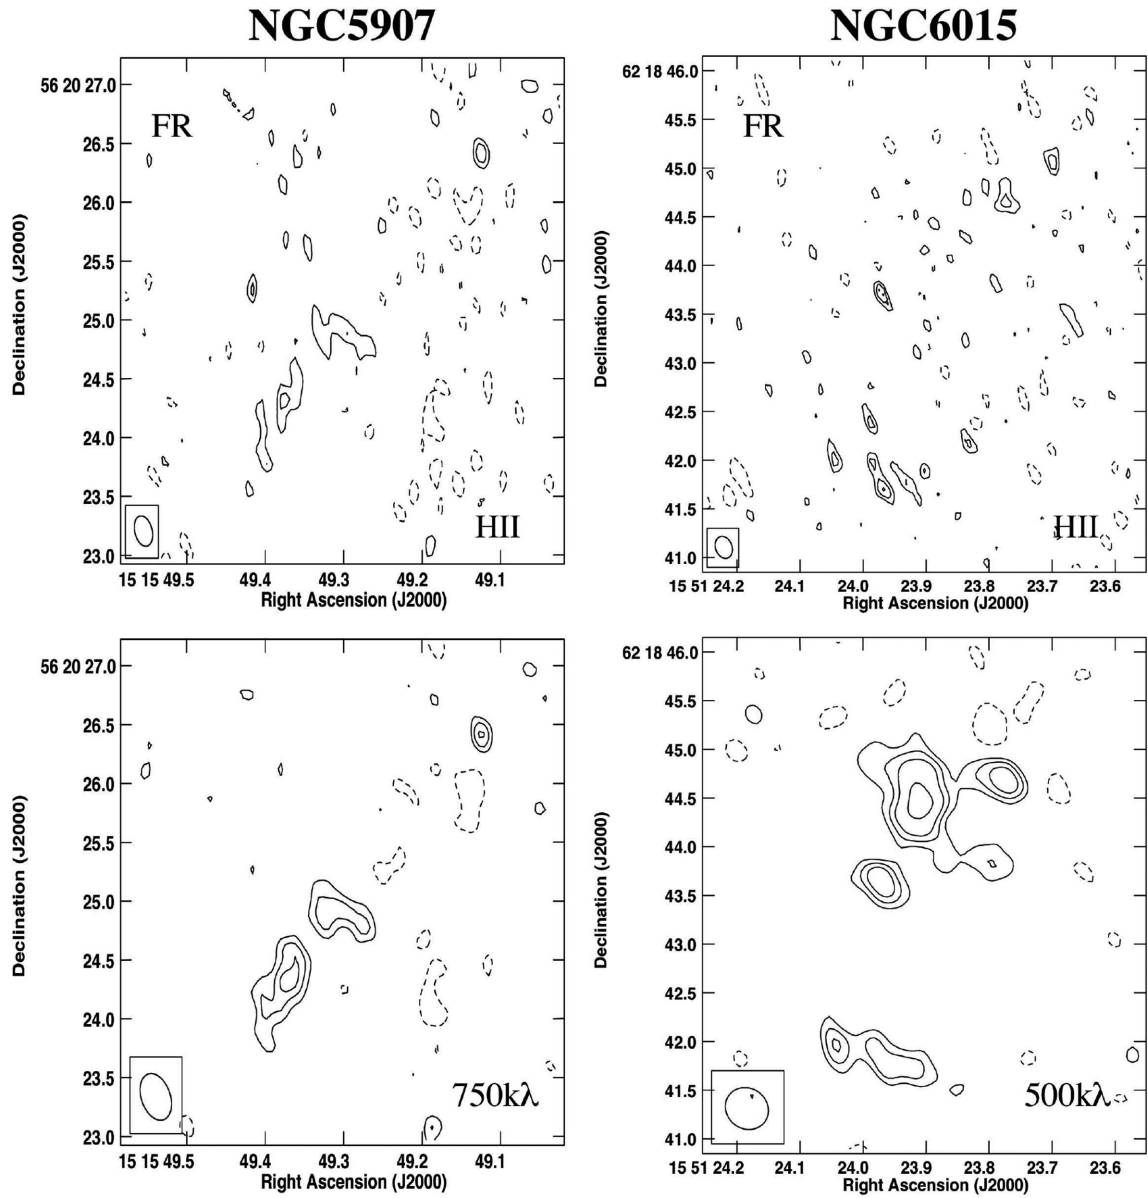 NGC5907
NGC6015
FR
HII
56 20 27.0
26.5
26.0
25.5
25.0
24.5
24.0
23.5
23.0
Declination (J2000)
15 15 49.5 49.4 49.3 49.2 49.1
Right Ascension (J2000)
FR
HII
62 18 46.0
45.5
45.0
44.5
44.0
43.5
43.0
42.5
42.0
41.5
41.0
Declination (J2000)
15 51 24.2 24.1 24.0 23.9 23.8 23.7 23.6
Right Ascension (J2000)
750kλ
56 20 27.0
26.5
26.0
25.5
25.0
24.5
24.0
23.5
23.0
Declination (J2000)
15 15 49.5 49.4 49.3 49.2 49.1
Right Ascension (J2000)
500kλ
62 18 46.0
45.5
45.0
44.5
44.0
43.5
43.0
42.5
42.0
41.5
41.0
Declination (J2000)
15 51 24.2 24.1 24.0 23.9 23.8 23.7 23.6
Right Ascension (J2000)